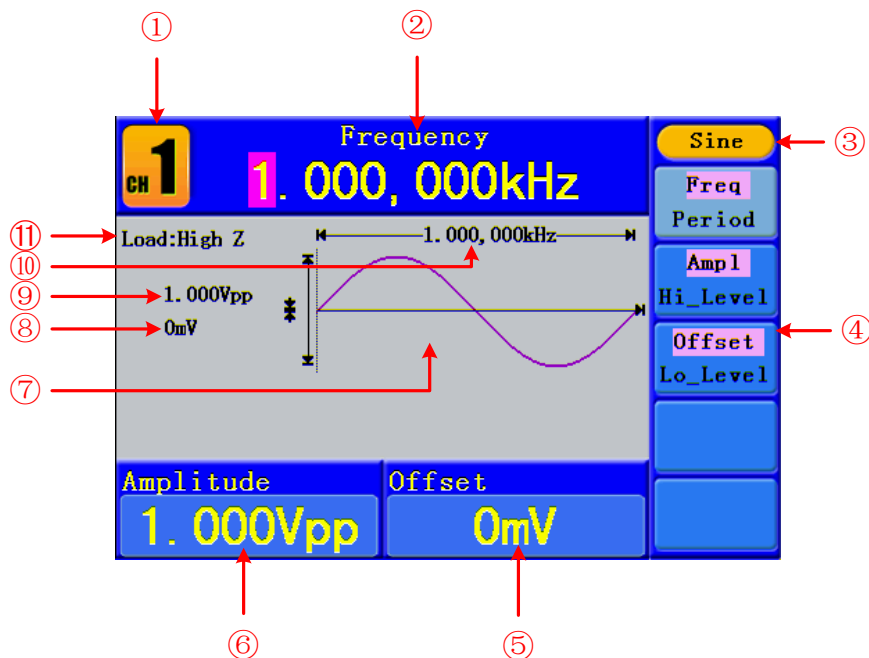 ① ②
CH 1
Frequency
1.000,000kHz
Sine
③
Freq
Period
Ampl
Hi_Level
Offset
Lo_Level
④
⑪
Load:High Z
1.000,000kHz
⑩
⑨
1.000Vpp
⑧
0mV
⑦
Amplitude
1.000Vpp
Offset
0mV
⑥ ⑤